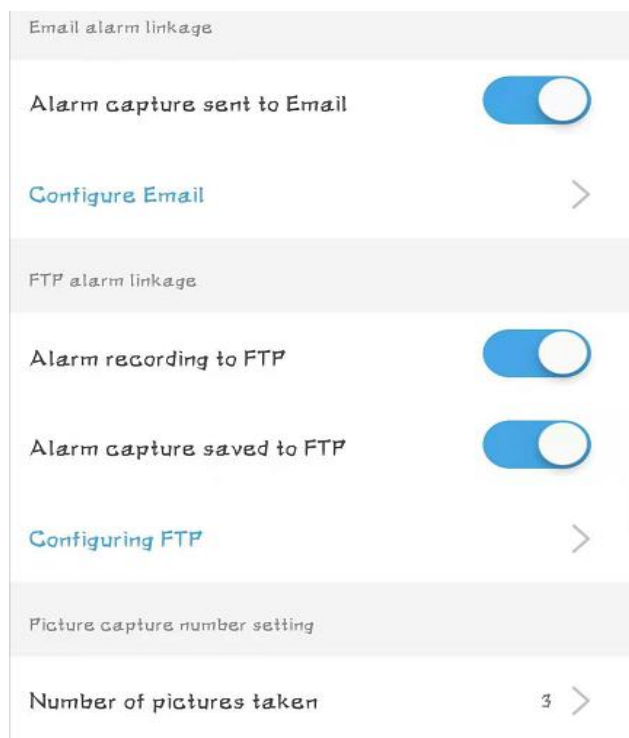 Email alarm linkage
Alarm capture sent to Email
Configure Email
FTP alarm linkage
Alarm recording to FTP
Alarm capture saved to FTP
Configuring FTP
Picture capture number setting
Number of pictures taken 3